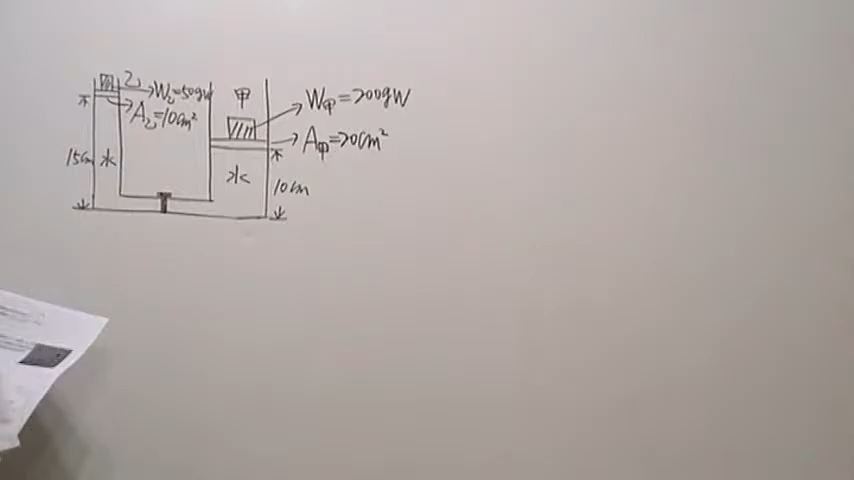 乙 W乙=50gw
A乙=10cm²
15cm 水
甲 W甲=200gw
A甲=20cm²
水 10cm